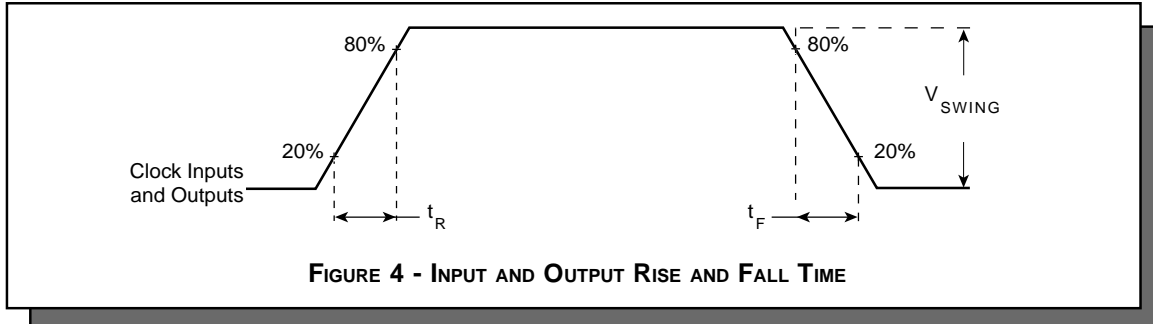 80%
80%
V SWING
20%
20%
Clock Inputs
and Outputs
t R
t F
FIGURE 4 - INPUT AND OUTPUT RISE AND FALL TIME